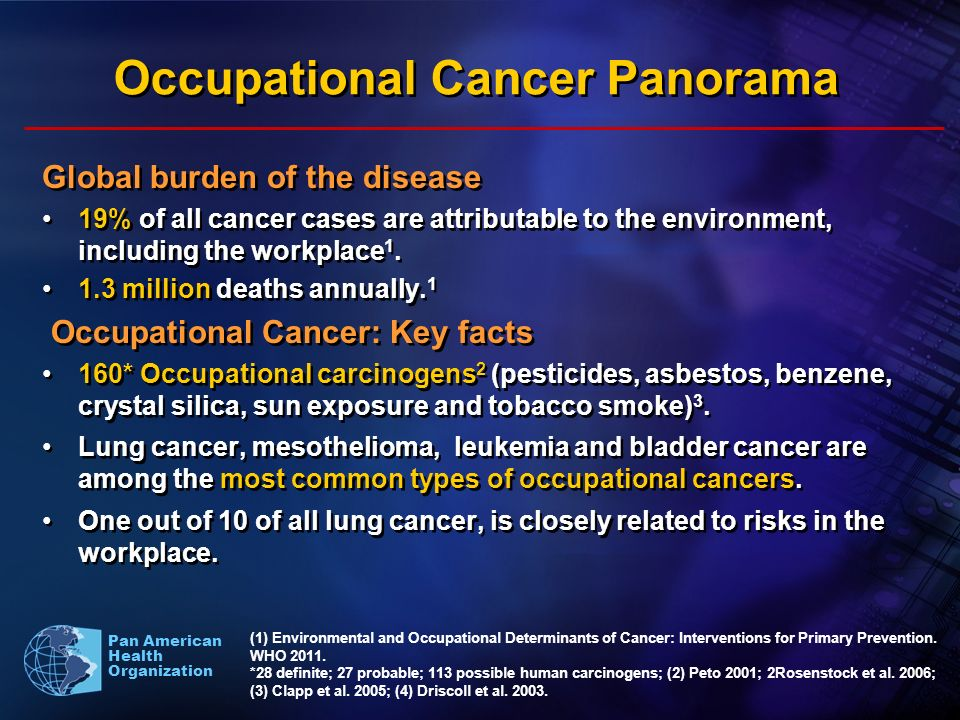 Occupational Cancer Panorama
Global burden of the disease
• 19% of all cancer cases are attributable to the environment,
including the workplace¹.
• 1.3 million deaths annually.¹
Occupational Cancer: Key facts
• 160* Occupational carcinogens² (pesticides, asbestos, benzene,
crystal silica, sun exposure and tobacco smoke)³.
• Lung cancer, mesothelioma, leukemia and bladder cancer are
among the most common types of occupational cancers.
• One out of 10 of all lung cancer, is closely related to risks in the
workplace.
Pan American
Health
Organization
(1) Environmental and Occupational Determinants of Cancer: Interventions for Primary Prevention.
WHO 2011.
*28 definite; 27 probable; 113 possible human carcinogens; (2) Peto 2001; 2Rosenstock et al. 2006;
(3) Clapp et al. 2005; (4) Driscoll et al. 2003.